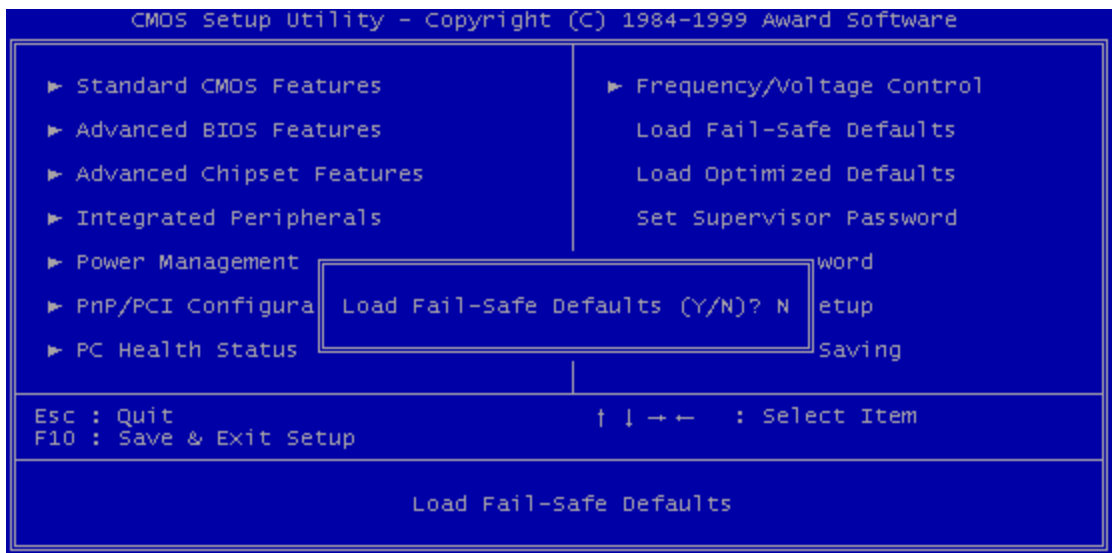 CMOS Setup Utility - Copyright (C) 1984-1999 Award Software
► Standard CMOS Features
► Advanced BIOS Features
► Advanced Chipset Features
► Integrated Peripherals
► Power Management
► PnP/PCI Configura
► PC Health Status
► Frequency/Voltage Control
Load Fail-Safe Defaults
Load Optimized Defaults
Set Supervisor Password
word
etup
Saving
Load Fail-Safe Defaults (Y/N)? N
Esc : Quit
F10 : Save & Exit Setup
↑ ↓ → ← : Select Item
Load Fail-Safe Defaults